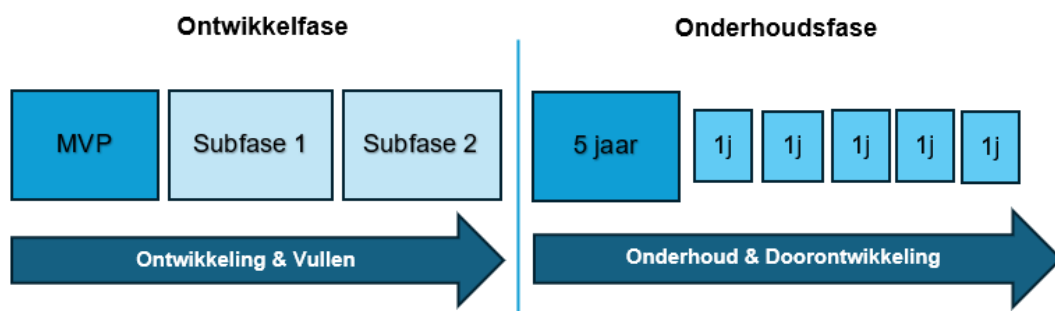 Ontwikkelfase
Onderhoudsfase
MVP
Subfase 1
Subfase 2
5 jaar
1j
1j
1j
1j
1j
Ontwikkeling & Vullen
Onderhoud & Doorontwikkeling